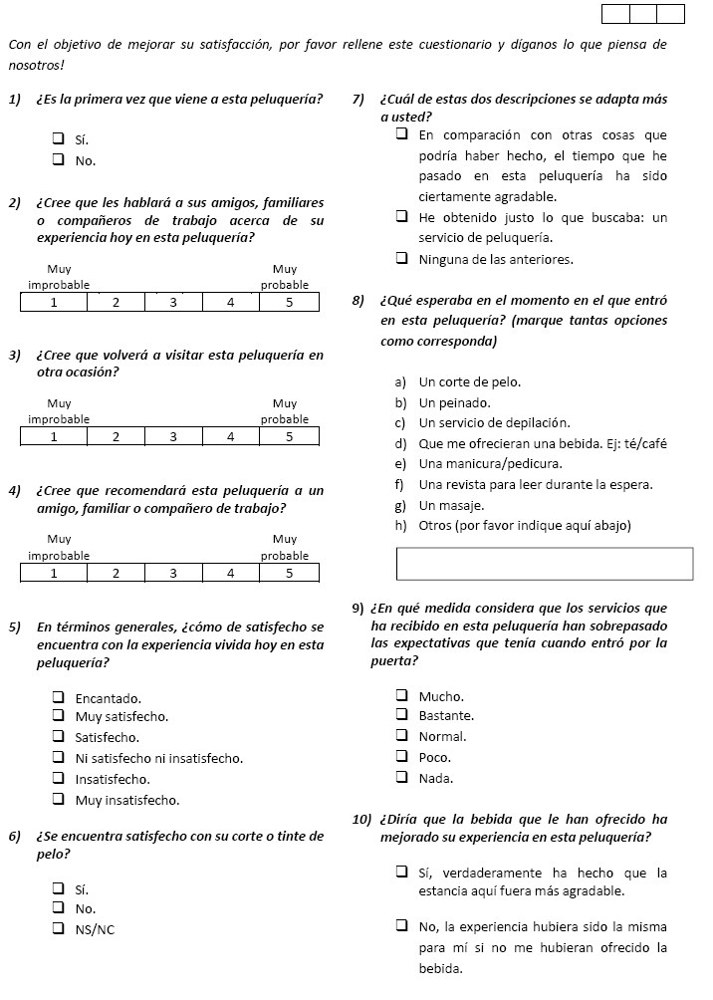 Con el objetivo de mejorar su satisfacción, por favor rellene este cuestionario y díganos lo que piensa de
nosotros!
1) ¿Es la primera vez que viene a esta peluquería?
Sí.
No.
2) ¿Cree que les hablará a sus amigos, familiares
o compañeros de trabajo acerca de su
experiencia hoy en esta peluquería?
Muy Muy
improbable probable
1 2 3 4 5
3) ¿Cree que volverá a visitar esta peluquería en
otra ocasión?
Muy Muy
improbable probable
1 2 3 4 5
4) ¿Cree que recomendará esta peluquería a un
amigo, familiar o compañero de trabajo?
Muy Muy
improbable probable
1 2 3 4 5
5) En términos generales, ¿cómo de satisfecho se
encuentra con la experiencia vivida hoy en esta
peluquería?
Encantado.
Muy satisfecho.
Satisfecho.
Ni satisfecho ni insatisfecho.
Insatisfecho.
Muy insatisfecho.
6) ¿Se encuentra satisfecho con su corte o tinte de
pelo?
Sí.
No.
NS/NC
7) ¿Cuál de estas dos descripciones se adapta más
a usted?
En comparación con otras cosas que
podría haber hecho, el tiempo que he
pasado en esta peluquería ha sido
ciertamente agradable.
He obtenido justo lo que buscaba: un
servicio de peluquería.
Ninguna de las anteriores.
8) ¿Qué esperaba en el momento en el que entró
en esta peluquería? (marque tantas opciones
como corresponda)
a) Un corte de pelo.
b) Un peinado.
c) Un servicio de depilación.
d) Que me ofrecieran una bebida. Ej: té/café
e) Una manicura/pedicura.
f) Una revista para leer durante la espera.
g) Un masaje.
h) Otros (por favor indique aquí abajo)
9) ¿En qué medida considera que los servicios que
ha recibido en esta peluquería han sobrepasado
las expectativas que tenía cuando entró por la
puerta?
Mucho.
Bastante.
Normal.
Poco.
Nada.
10) ¿Diría que la bebida que le han ofrecido ha
mejorado su experiencia en esta peluquería?
Sí, verdaderamente ha hecho que la
estancia aquí fuera más agradable.
No, la experiencia hubiera sido la misma
para mí si no me hubieran ofrecido la
bebida.